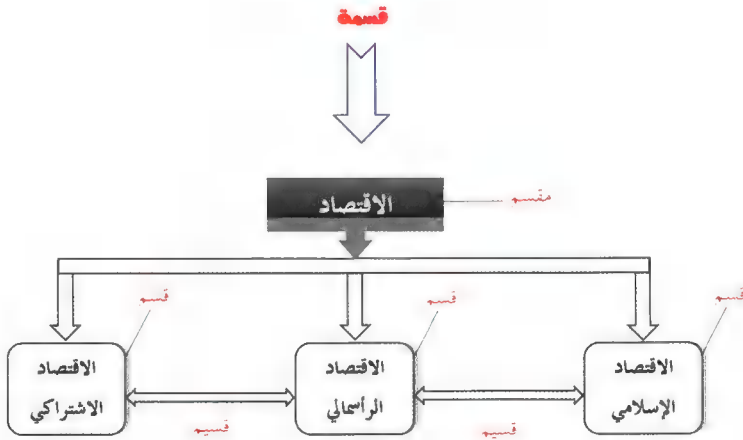 قسمة
الاقتصاد
مقسم
قسم
قسم
قسم
الاقتصاد
الإسلامي
الاقتصاد
الرأسمالي
الاقتصاد
الاشتراكي
قسيم
قسيم